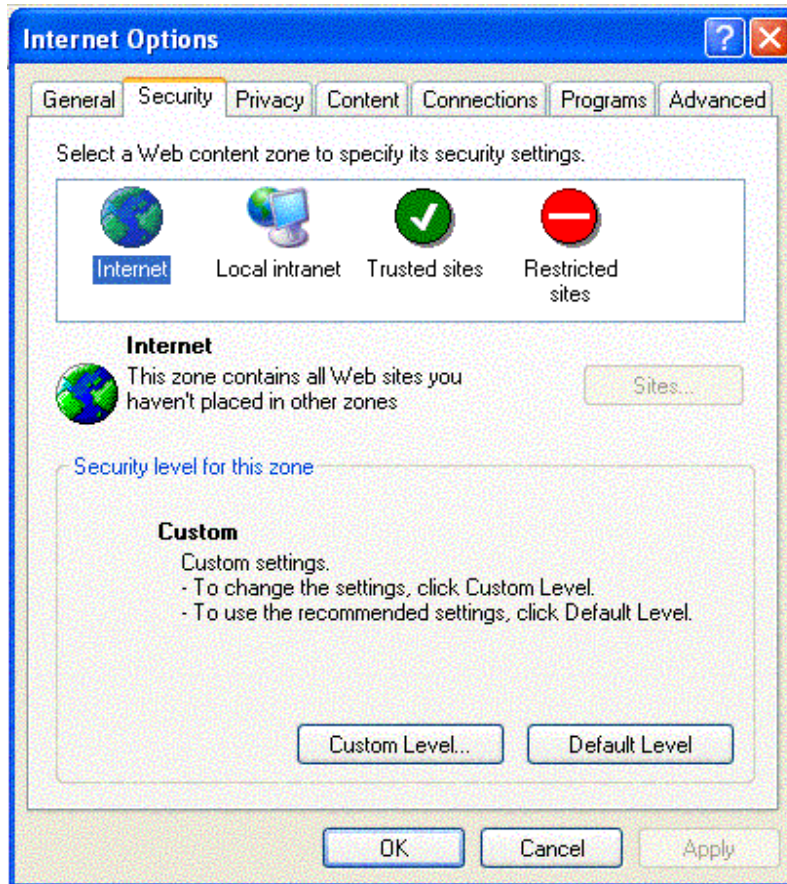 Internet Options
General Security Privacy Content Connections Programs Advanced
Select a Web content zone to specify its security settings.
Internet Local intranet Trusted sites Restricted
sites
Internet
This zone contains all Web sites you
haven't placed in other zones
Sites...
Security level for this zone
Custom
Custom settings.
- To change the settings, click Custom Level.
- To use the recommended settings, click Default Level.
Custom Level... Default Level
OK Cancel Apply